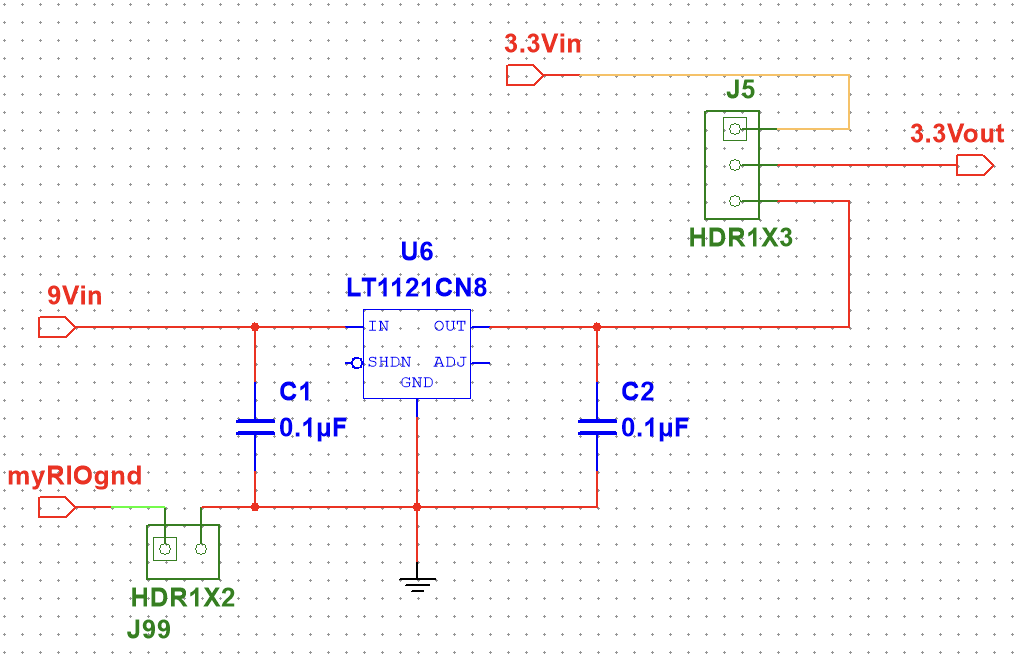 3.3Vin
J5
3.3Vout
HDR1X3
U6
LT1121CN8
9Vin
IN OUT
SHDN ADJ
GND
C1
0.1µF
C2
0.1µF
myRIOgnd
HDR1X2
J99